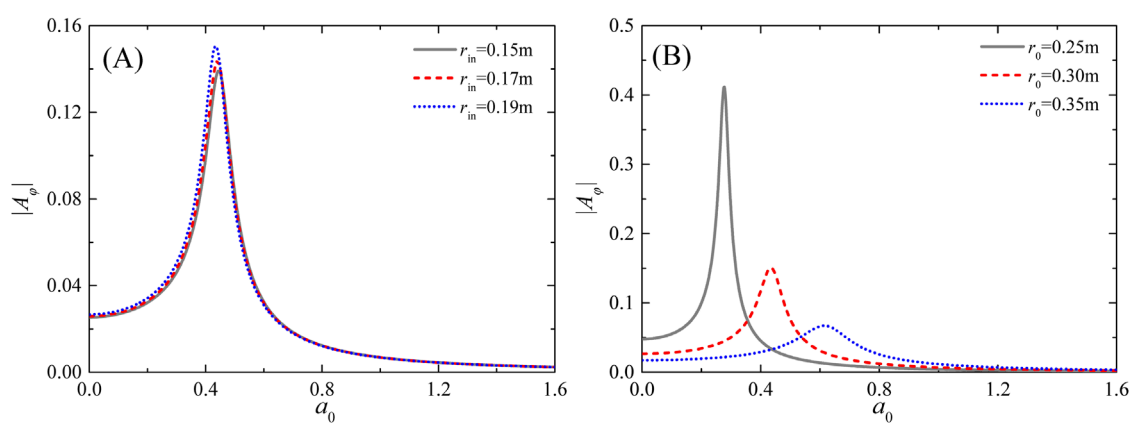 (A)
r_in=0.15m
r_in=0.17m
r_in=0.19m
|A_φ|
0.16
0.12
0.08
0.04
0.00
0.0 0.4 0.8 1.2 1.6
a_0
(B)
r_0=0.25m
r_0=0.30m
r_0=0.35m
|A_φ|
0.5
0.4
0.3
0.2
0.1
0.0
0.0 0.4 0.8 1.2 1.6
a_0